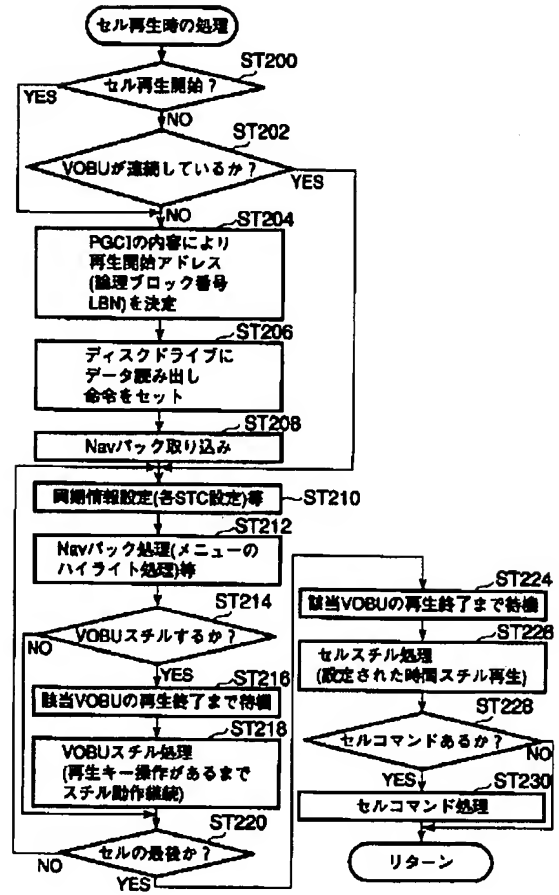 セル再生時の処理
ST200
セル再生開始？
YES
NO
ST202
VOBUが連続しているか？
YES
NO
ST204
PGCIの内容により
再生開始アドレス
(論理ブロック番号
LBN)を決定
ST206
ディスクドライブに
データ読み出し
命令をセット
ST208
Navパック取り込み
同期情報設定(各STC設定)等
ST210
ST212
Navパック処理(メニューの
ハイライト処理)等
ST214
VOBUスチルするか？
NO
YES
ST216
該当VOBUの再生終了まで待機
ST218
VOBUスチル処理
(再生キー操作があるまで
スチル動作継続)
ST220
セルの最後か？
NO
YES
ST224
該当VOBUの再生終了まで待機
ST226
セルスチル処理
(設定された時間スチル再生)
ST228
セルコマンドあるか？
NO
YES
ST230
セルコマンド処理
リターン